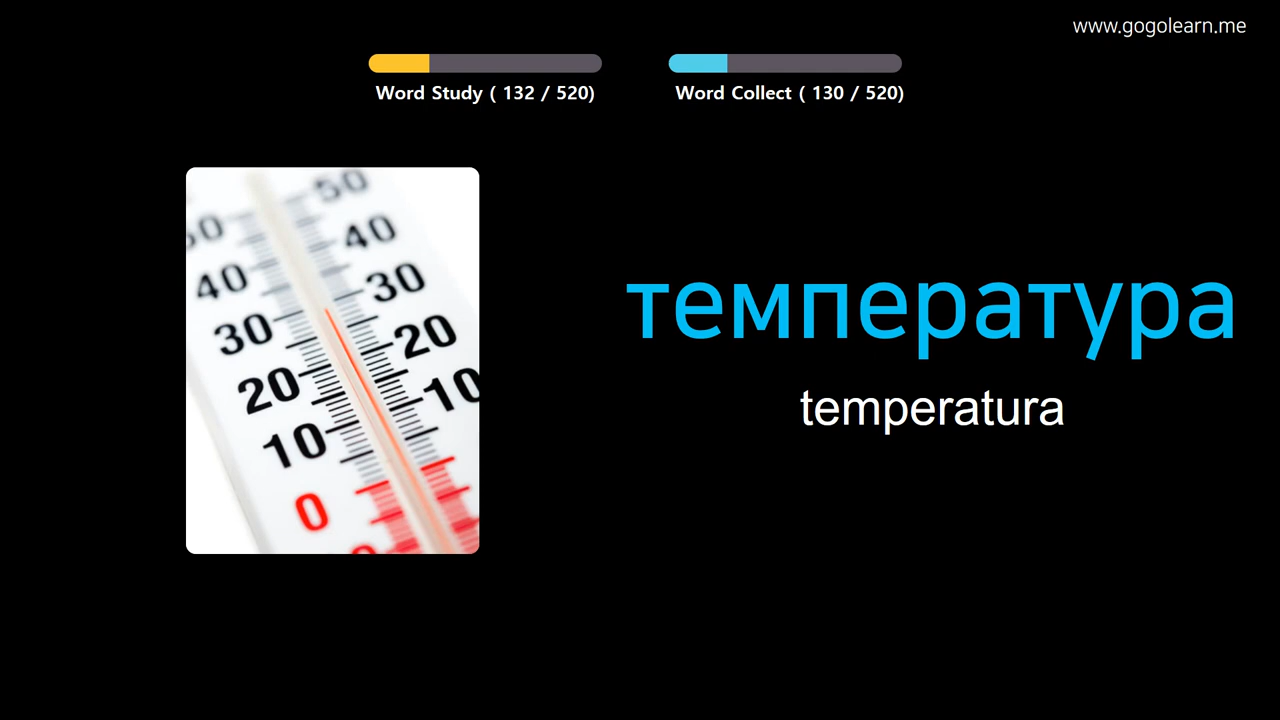 www.gogolearn.me
Word Study ( 132 / 520)
Word Collect ( 130 / 520)
50
50
40
40
30
30
20
20
10
10
0
температура
temperatura